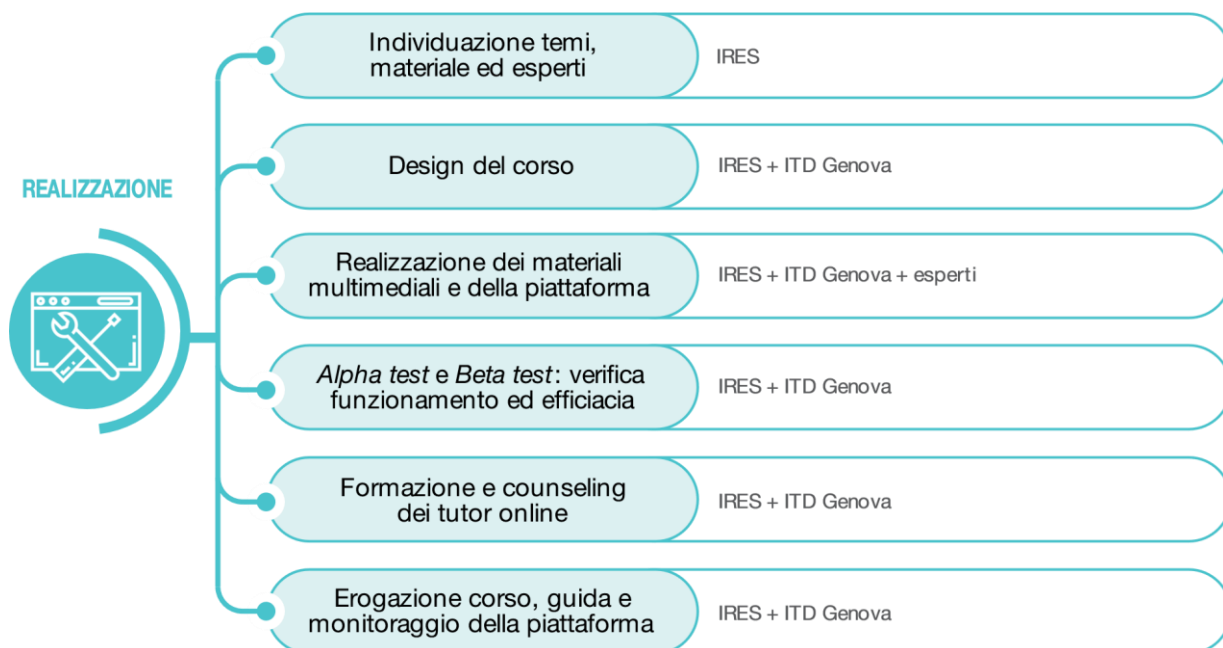 REALIZZAZIONE
Individuazione temi,
materiale ed esperti
IRES
Design del corso
IRES + ITD Genova
Realizzazione dei materiali
multimediali e della piattaforma
IRES + ITD Genova + esperti
Alpha test e Beta test: verifica
funzionamento ed efficiacia
IRES + ITD Genova
Formazione e counseling
dei tutor online
IRES + ITD Genova
Erogazione corso, guida e
monitoraggio della piattaforma
IRES + ITD Genova